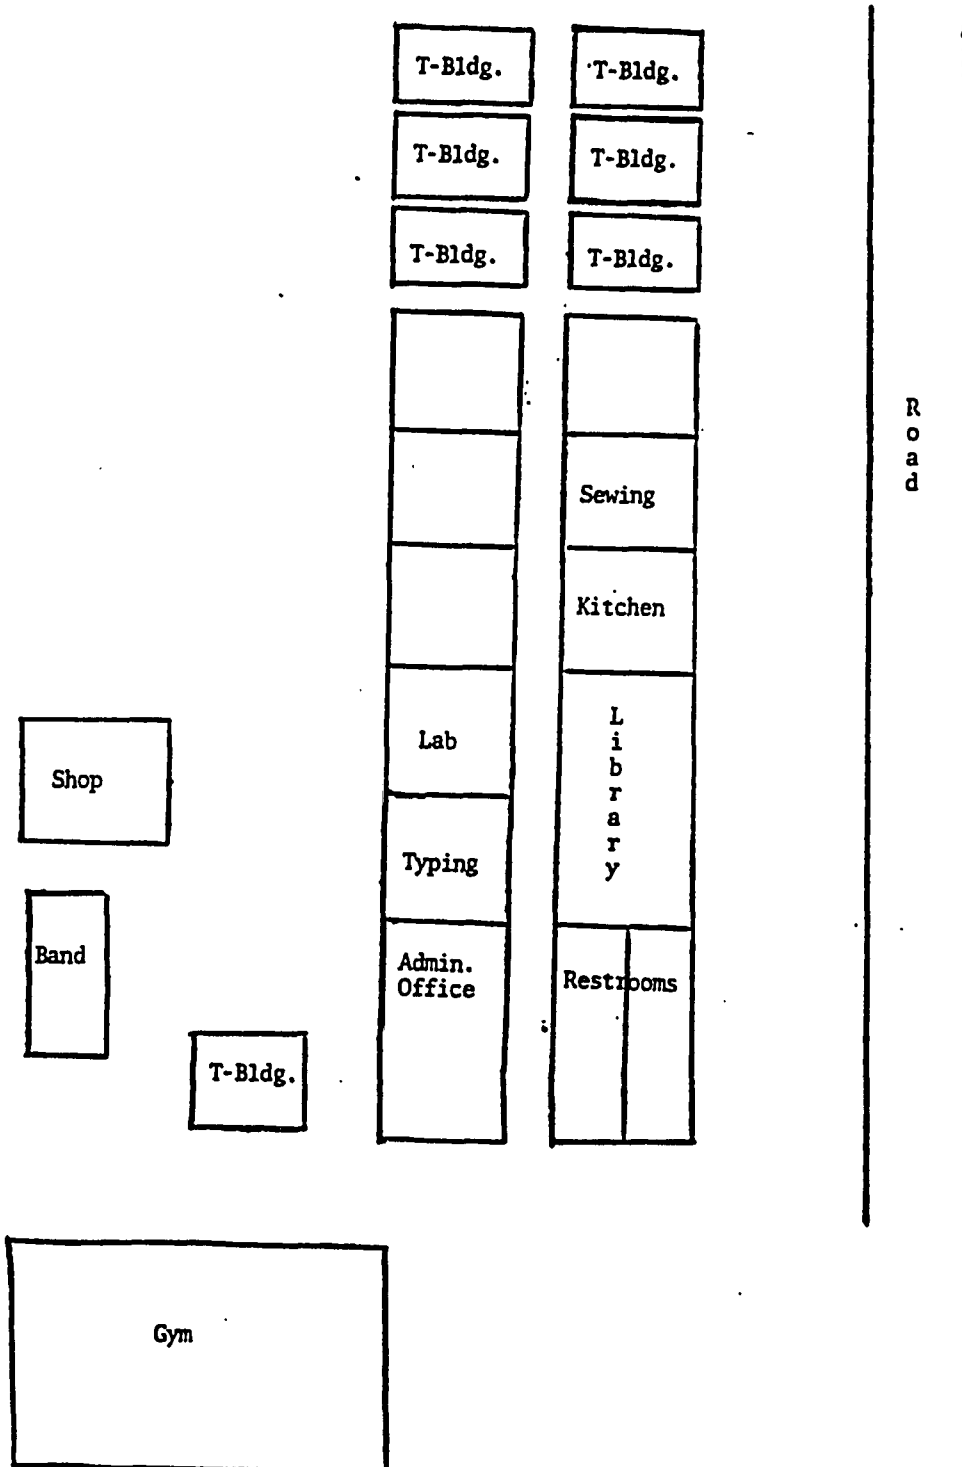 T-Bldg.
T-Bldg.
T-Bldg.
T-Bldg.
T-Bldg.
T-Bldg.
Road
Sewing
Kitchen
Library
Lab
Shop
Typing
Band
Admin.
Office
Restrooms
T-Bldg.
Gym